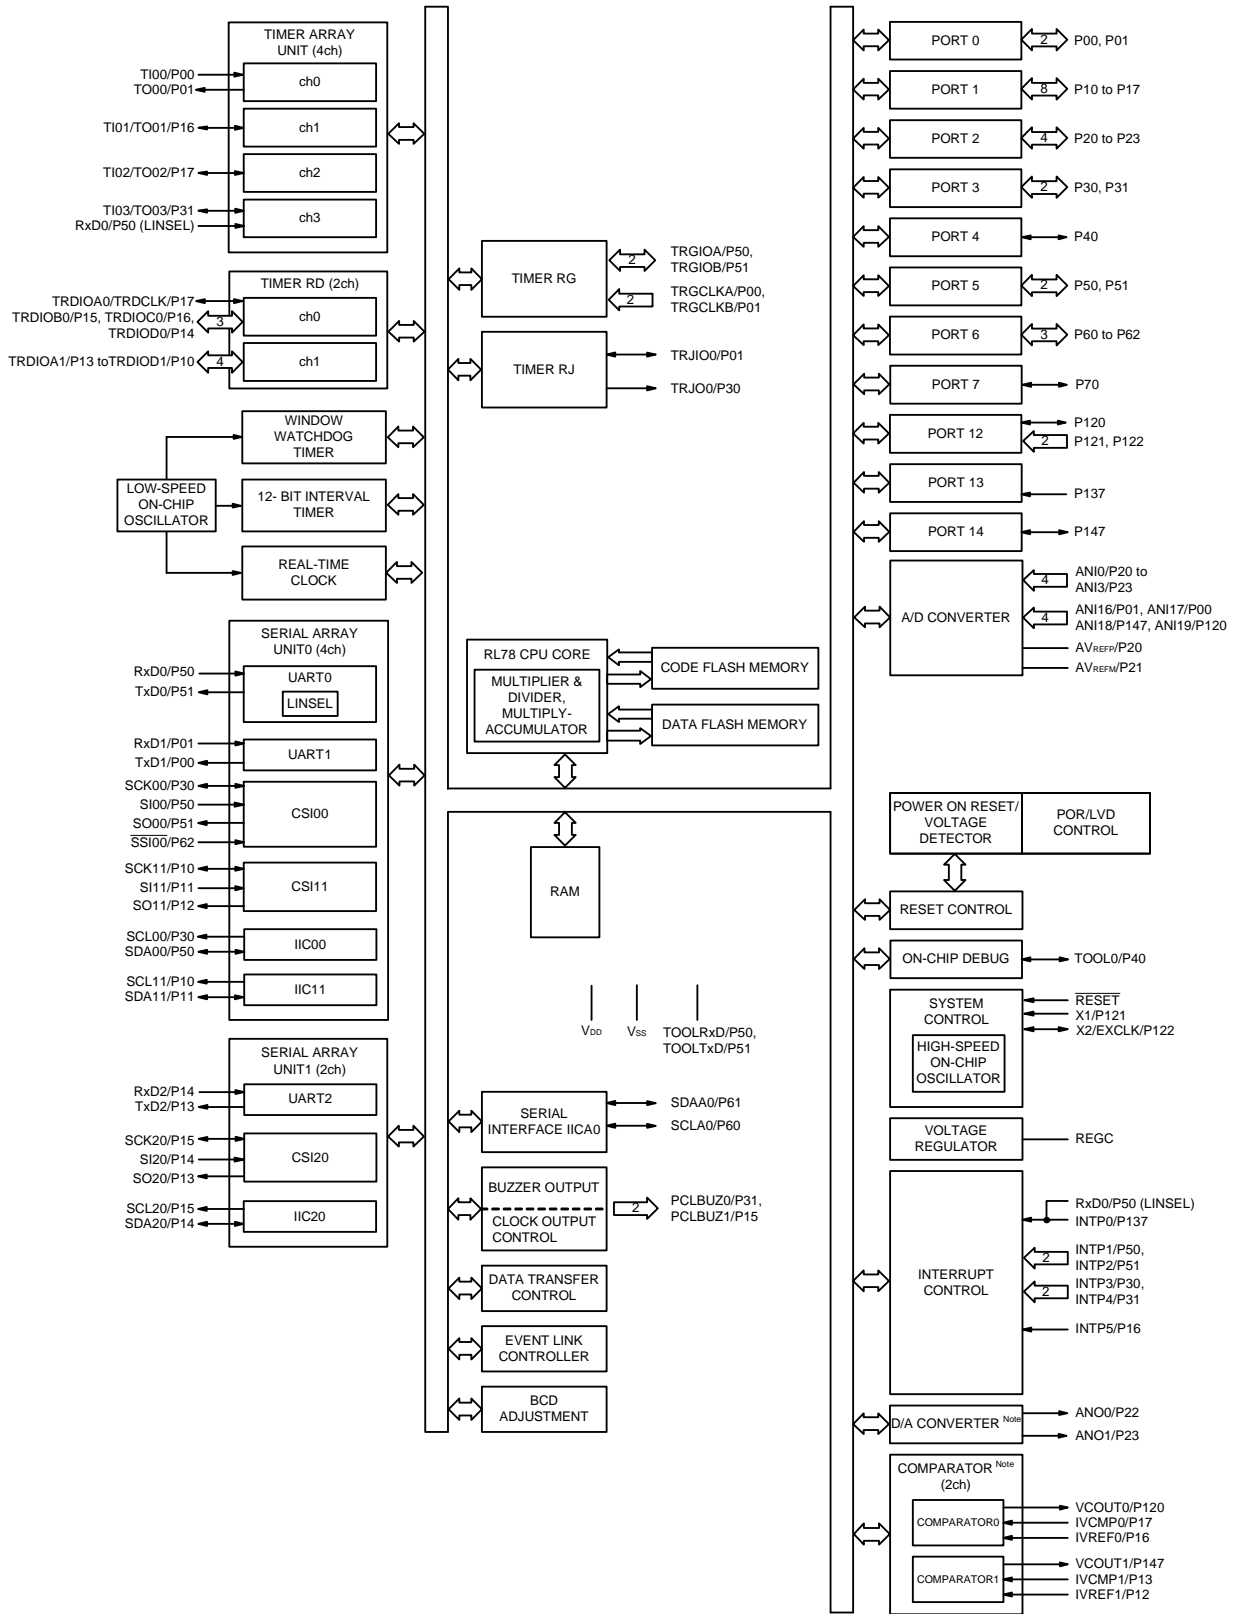 TIMER ARRAY
UNIT (4ch)
TI00/P00
TO00/P01
ch0
TI01/TO01/P16
ch1
TI02/TO02/P17
ch2
TI03/TO03/P31
RxD0/P50 (LINSEL)
ch3
TIMER RD (2ch)
TRDIOA0/TRDCLK/P17
TRDIOB0/P15, TRDIOC0/P16,
TRDIOD0/P14
3
ch0
TRDIOA1/P13 toTRDIOD1/P10
4
ch1
WINDOW
WATCHDOG
TIMER
LOW-SPEED
ON-CHIP
OSCILLATOR
12- BIT INTERVAL
TIMER
REAL-TIME
CLOCK
SERIAL ARRAY
UNIT0 (4ch)
RxD0/P50
TxD0/P51
UART0
LINSEL
RxD1/P01
TxD1/P00
UART1
SCK00/P30
SI00/P50
SO00/P51
SSI00/P62
CSI00
SCK11/P10
SI11/P11
SO11/P12
CSI11
SCL00/P30
SDA00/P50
IIC00
SCL11/P10
SDA11/P11
IIC11
SERIAL ARRAY
UNIT1 (2ch)
RxD2/P14
TxD2/P13
UART2
SCK20/P15
SI20/P14
SO20/P13
CSI20
SCL20/P15
SDA20/P14
IIC20
TIMER RG
2
TRGIOA/P50,
TRGIOB/P51
2
TRGCLKA/P00,
TRGCLKB/P01
TIMER RJ
TRJIO0/P01
TRJO0/P30
RL78 CPU CORE
MULTIPLIER &
DIVIDER,
MULTIPLY-
ACCUMULATOR
CODE FLASH MEMORY
DATA FLASH MEMORY
RAM
VDD
VSS
TOOLRxD/P50,
TOOLTxD/P51
SERIAL
INTERFACE IICA0
SDAA0/P61
SCLA0/P60
BUZZER OUTPUT
CLOCK OUTPUT
CONTROL
2
PCLBUZ0/P31,
PCLBUZ1/P15
DATA TRANSFER
CONTROL
EVENT LINK
CONTROLLER
BCD
ADJUSTMENT
PORT 0
2
P00, P01
PORT 1
8
P10 to P17
PORT 2
4
P20 to P23
PORT 3
2
P30, P31
PORT 4
P40
PORT 5
2
P50, P51
PORT 6
3
P60 to P62
PORT 7
P70
PORT 12
P120
2
P121, P122
PORT 13
P137
PORT 14
P147
A/D CONVERTER
4
ANI0/P20 to
ANI3/P23
4
ANI16/P01, ANI17/P00
ANI18/P147, ANI19/P120
AVREFP/P20
AVREFM/P21
POWER ON RESET/
VOLTAGE
DETECTOR
POR/LVD
CONTROL
RESET CONTROL
ON-CHIP DEBUG
TOOL0/P40
SYSTEM
CONTROL
HIGH-SPEED
ON-CHIP
OSCILLATOR
RESET
X1/P121
X2/EXCLK/P122
VOLTAGE
REGULATOR
REGC
INTERRUPT
CONTROL
RxD0/P50 (LINSEL)
INTP0/P137
2
INTP1/P50,
INTP2/P51
2
INTP3/P30,
INTP4/P31
INTP5/P16
D/A CONVERTER Note
ANO0/P22
ANO1/P23
COMPARATOR Note
(2ch)
COMPARATOR0
VCOUT0/P120
IVCMP0/P17
IVREF0/P16
COMPARATOR1
VCOUT1/P147
IVCMP1/P13
IVREF1/P12